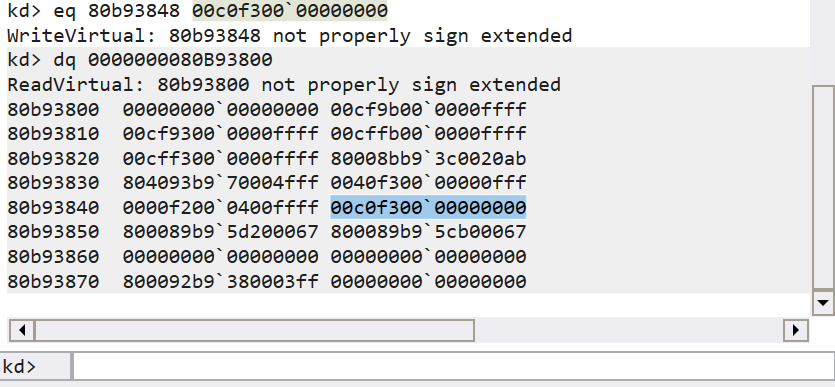 kd> eq 80b93848 00c0f300`00000000
WriteVirtual: 80b93848 not properly sign extended
kd> dq 0000000080B93800
ReadVirtual: 80b93800 not properly sign extended
80b93800  00000000`00000000 00cf9b00`0000ffff
80b93810  00cf9300`0000ffff 00cffb00`0000ffff
80b93820  00cff300`0000ffff 80008bb9`3c0020ab
80b93830  804093b9`70004fff 0040f300`00000fff
80b93840  0000f200`0400ffff 00c0f300`00000000
80b93850  800089b9`5d200067 800089b9`5cb00067
80b93860  00000000`00000000 00000000`00000000
80b93870  800092b9`380003ff 00000000`00000000
kd>